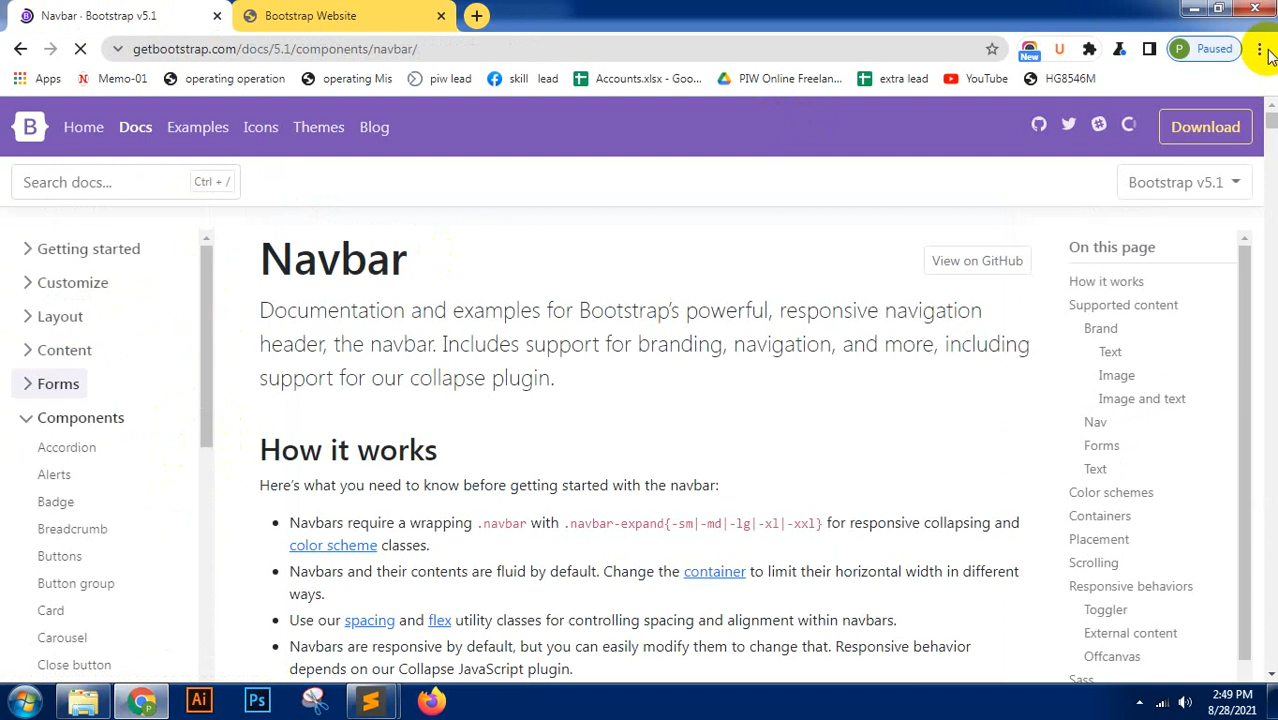 Navbar · Bootstrap v5.1
Bootstrap Website
getbootstrap.com/docs/5.1/components/navbar/
New
U
P
Paused
Apps
Memo-01
operating operation
operating Mis
piw lead
skill lead
Accounts.xlsx - Goo...
PIW Online Freelan...
extra lead
YouTube
HG8546M
B
Home
Docs
Examples
Icons
Themes
Blog
Download
Search docs...
Ctrl + /
Bootstrap v5.1
Getting started
Customize
Layout
Content
Forms
Components
Accordion
Alerts
Badge
Breadcrumb
Buttons
Button group
Card
Carousel
Close button
Navbar
View on GitHub
Documentation and examples for Bootstrap's powerful, responsive navigation
header, the navbar. Includes support for branding, navigation, and more, including
support for our collapse plugin.
How it works
Here's what you need to know before getting started with the navbar:
Navbars require a wrapping .navbar with .navbar-expand{-sm|-md|-lg|-xl|-xxl} for responsive collapsing and
color scheme classes.
Navbars and their contents are fluid by default. Change the container to limit their horizontal width in different
ways.
Use our spacing and flex utility classes for controlling spacing and alignment within navbars.
Navbars are responsive by default, but you can easily modify them to change that. Responsive behavior
depends on our Collapse JavaScript plugin.
On this page
How it works
Supported content
Brand
Text
Image
Image and text
Nav
Forms
Text
Color schemes
Containers
Placement
Scrolling
Responsive behaviors
Toggler
External content
Offcanvas
Sass
P
Ai
Ps
2:49 PM
8/28/2021